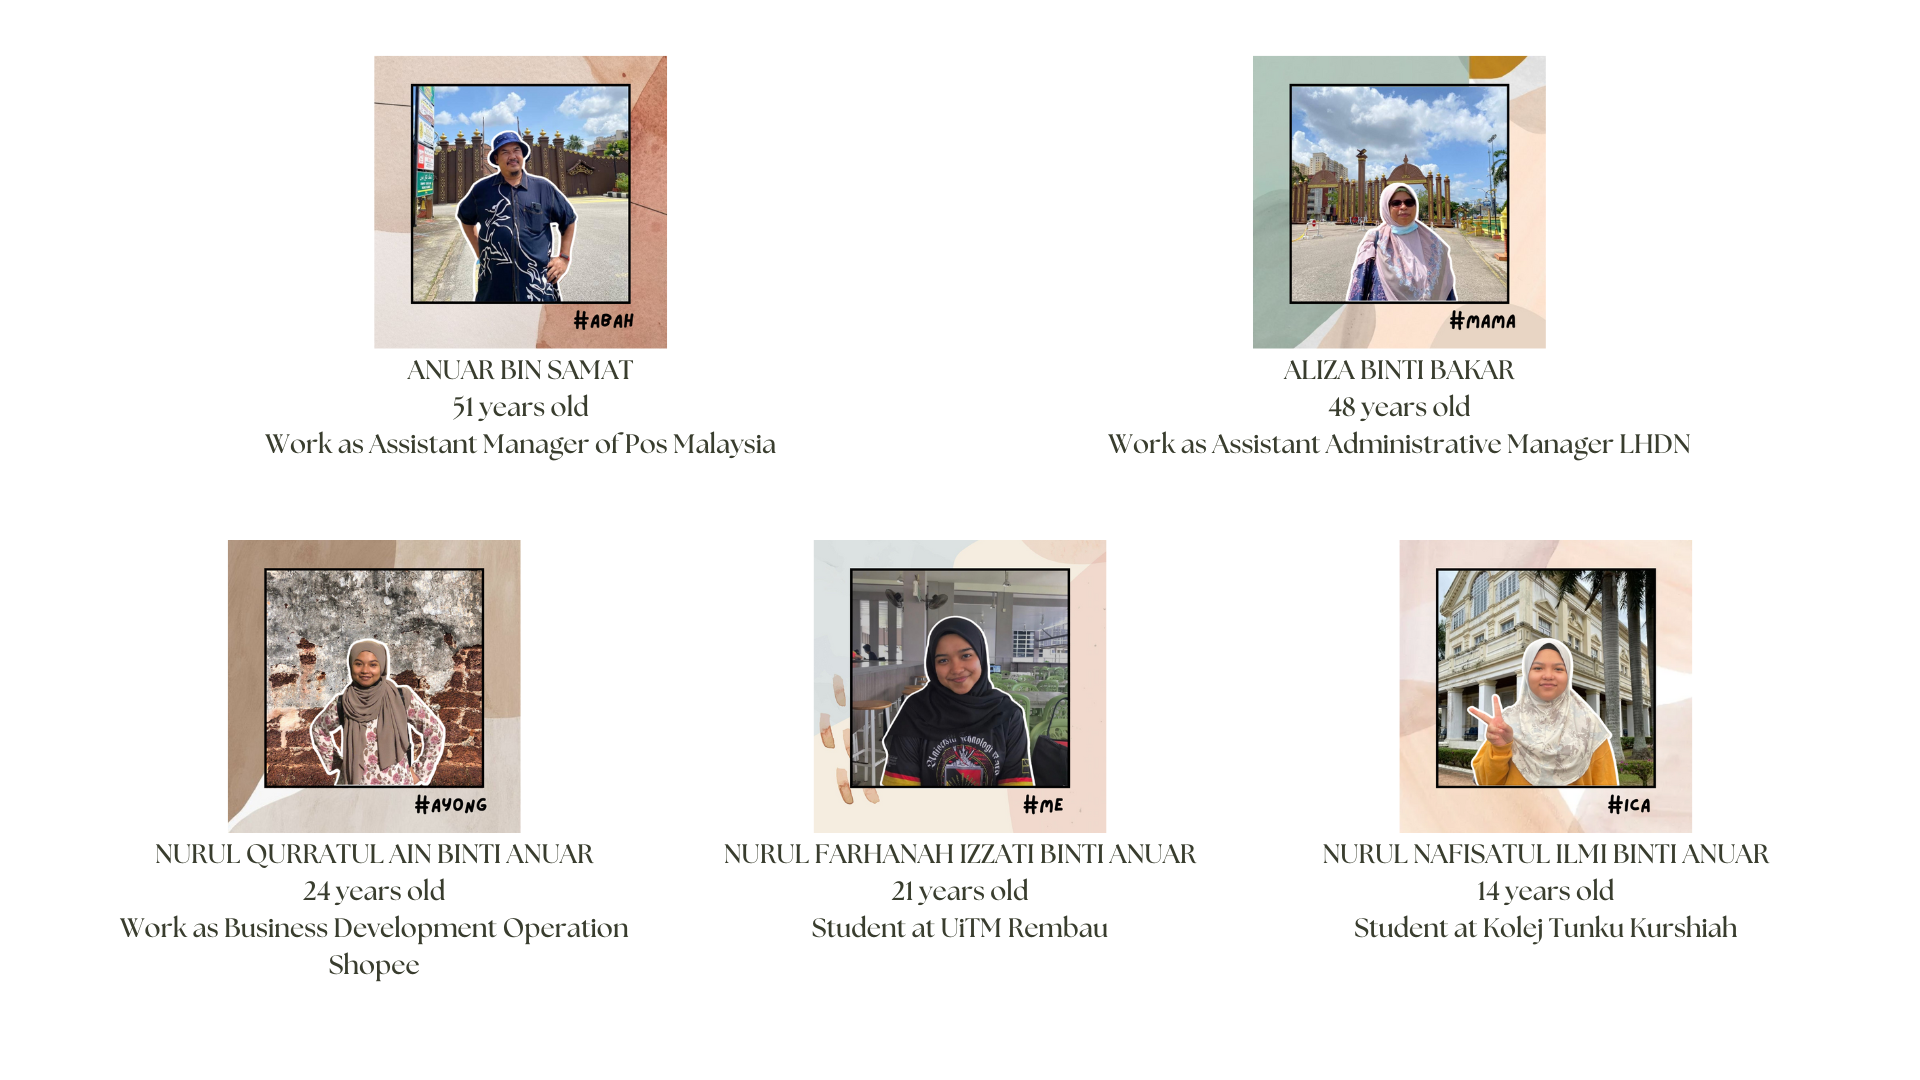 #ABAH
ANUAR BIN SAMAT
51 years old
Work as Assistant Manager of Pos Malaysia
#MAMA
ALIZA BINTI BAKAR
48 years old
Work as Assistant Administrative Manager LHDN
#AYONG
NURUL QURRATUL AIN BINTI ANUAR
24 years old
Work as Business Development Operation
Shopee
#ME
NURUL FARHANAH IZZATI BINTI ANUAR
21 years old
Student at UiTM Rembau
#ICA
NURUL NAFISATUL ILMI BINTI ANUAR
14 years old
Student at Kolej Tunku Kurshiah